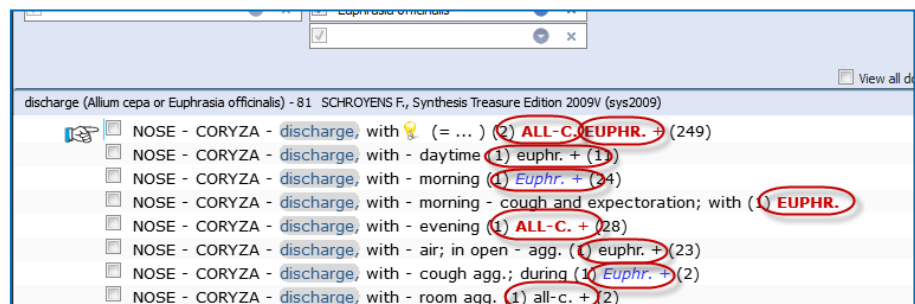 Euphrasia officinalis
View all d
discharge (Allium cepa or Euphrasia officinalis) - 81 SCHROYENS F., Synthesis Treasure Edition 2009V (sys2009)
NOSE - CORYZA - discharge, with (= ... ) (2) ALL-C. EUPHR. + (249)
NOSE - CORYZA - discharge, with - daytime (1) euphr. + (11)
NOSE - CORYZA - discharge, with - morning (1) Euphr. + (24)
NOSE - CORYZA - discharge, with - morning - cough and expectoration; with (1) EUPHR.
NOSE - CORYZA - discharge, with - evening (1) ALL-C. + (28)
NOSE - CORYZA - discharge, with - air; in open - agg. (1) euphr. + (23)
NOSE - CORYZA - discharge, with - cough agg.; during (1) Euphr. + (2)
NOSE - CORYZA - discharge, with - room agg. (1) all-c. + (2)